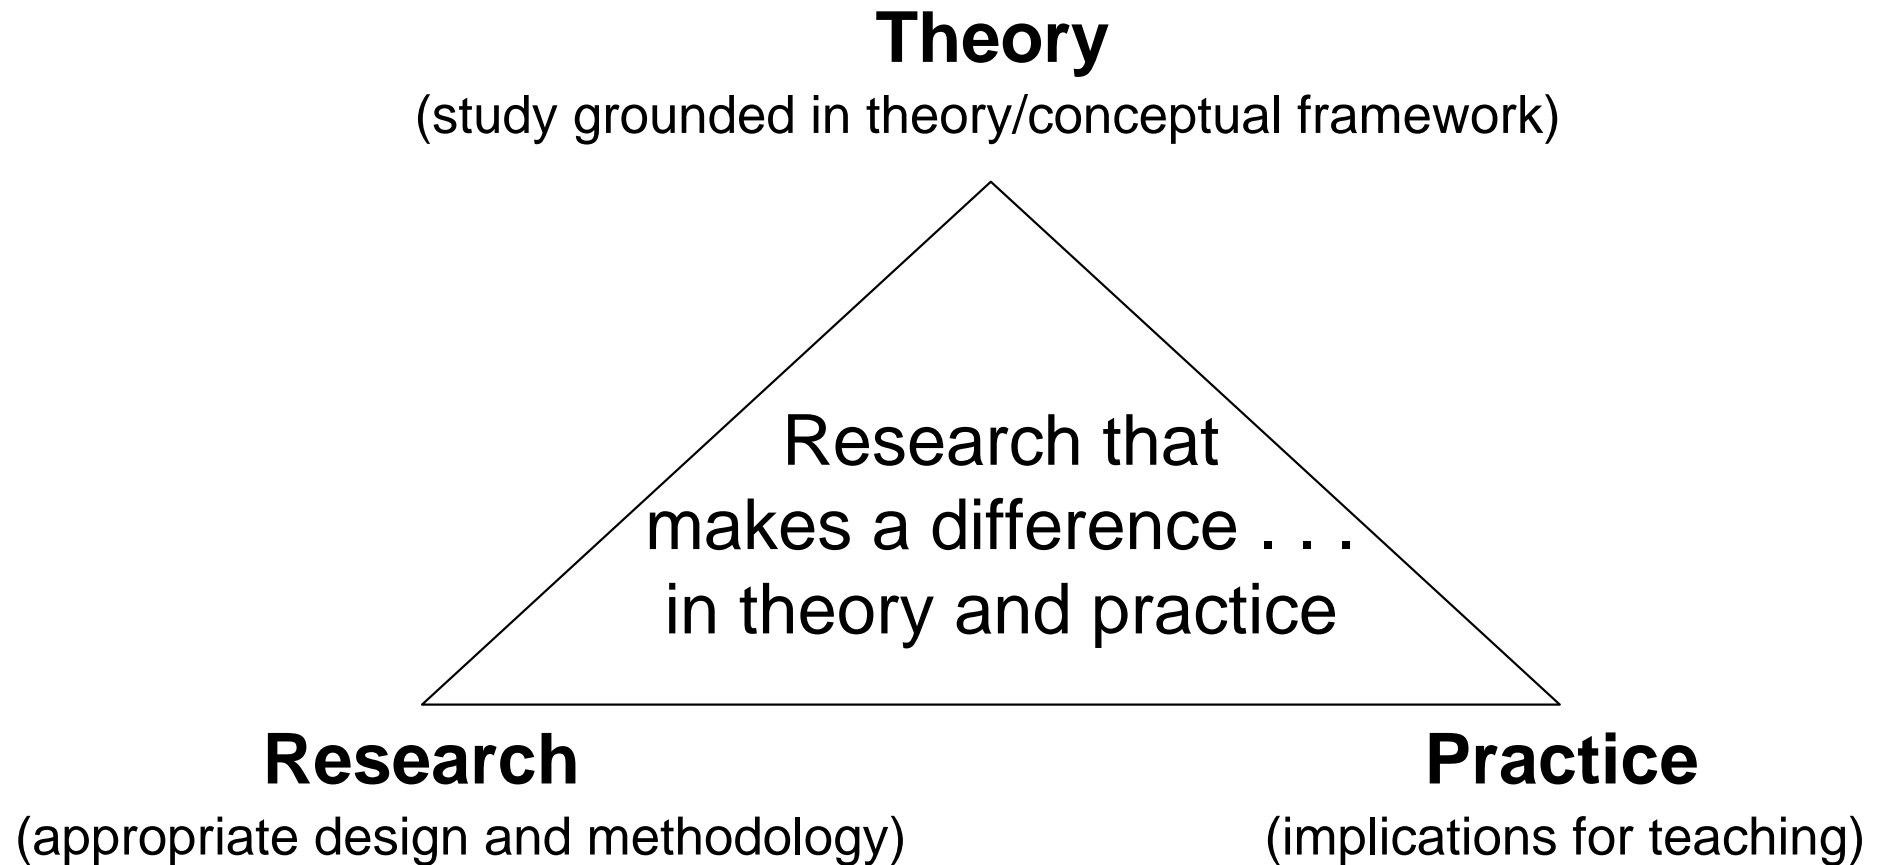 Theory
(study grounded in theory/conceptual framework)
Research that
makes a difference . . .
in theory and practice
Research
(appropriate design and methodology)
Practice
(implications for teaching)